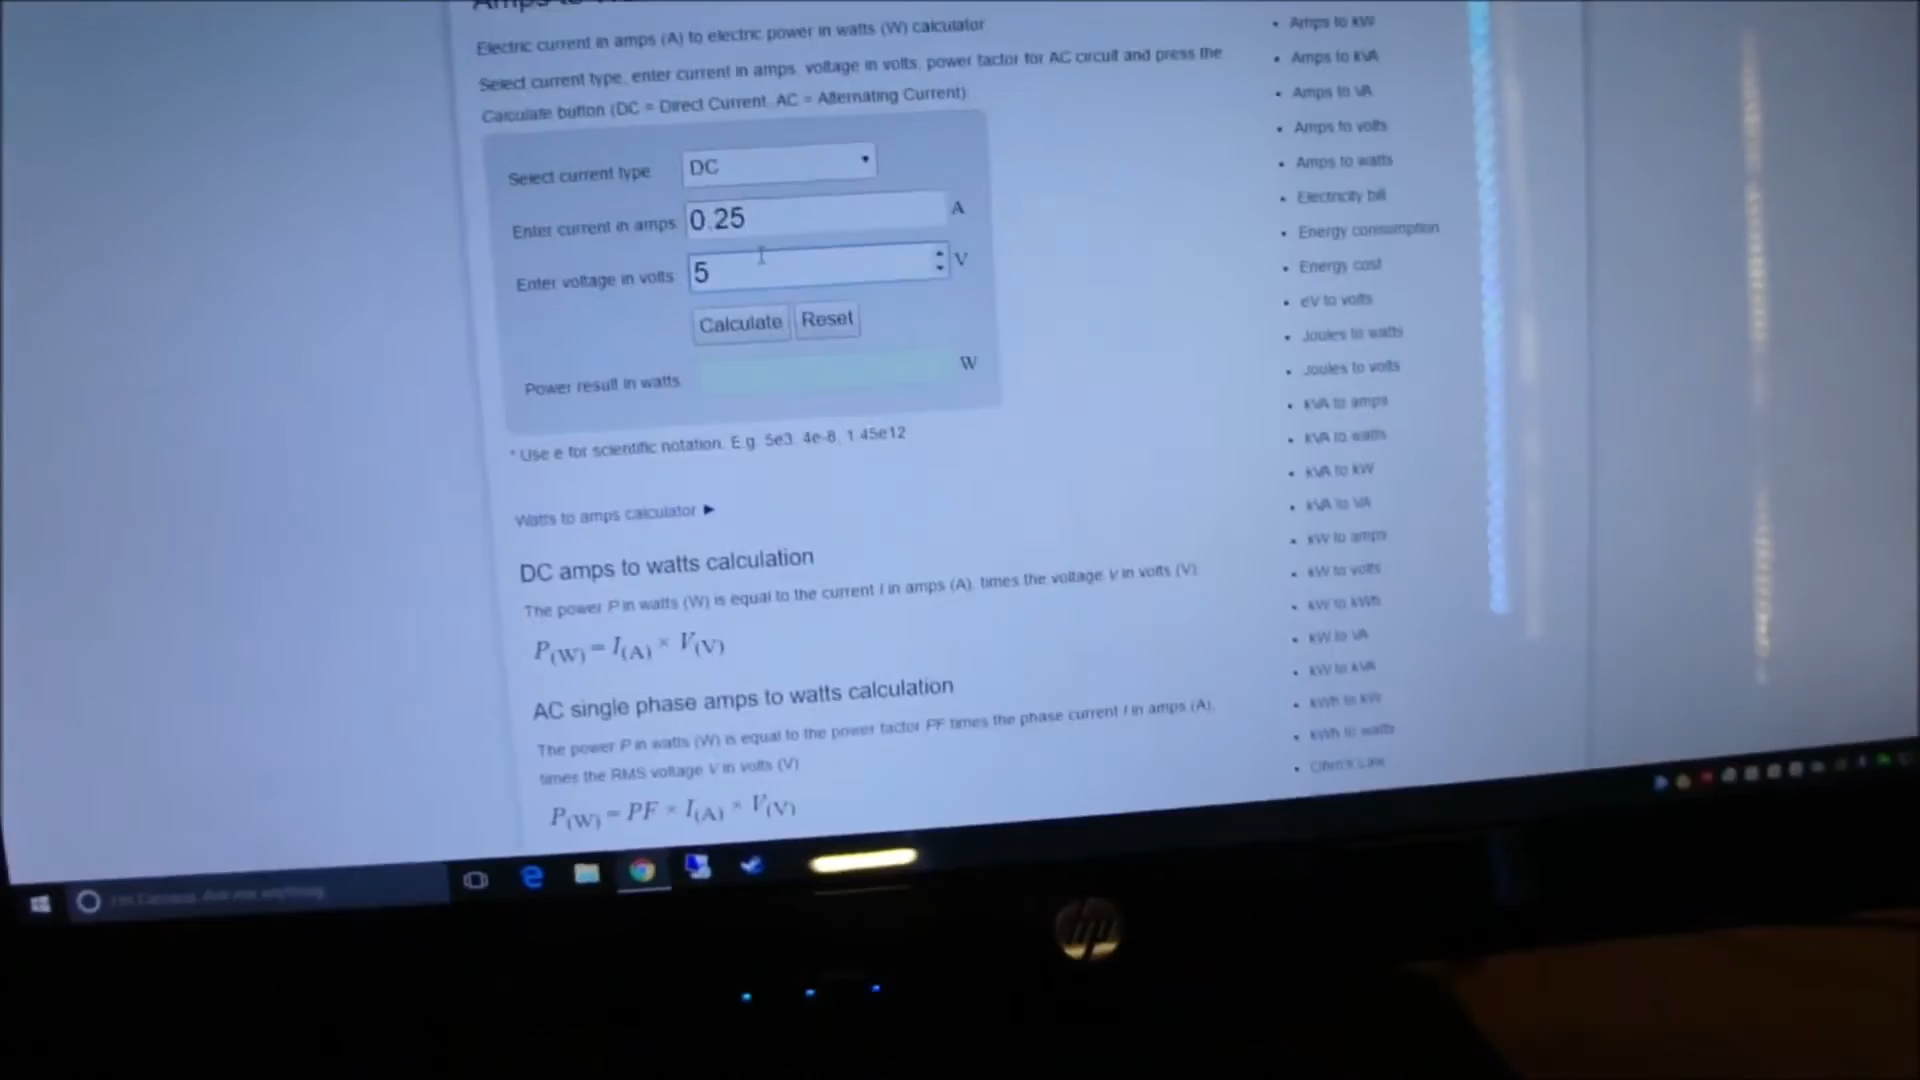 Amps to
Electric current in amps (A) to electric power in watts (W) calculator
Select current type, enter current in amps, voltage in volts, power factor for AC circuit and press the
Calculate button (DC = Direct Current, AC = Alternating Current)
Select current type
DC
Enter current in amps
0.25
A
Enter voltage in volts
5
V
Calculate
Reset
Power result in watts
W
* Use e for scientific notation. E.g. 5e3, 4e-8, 1.45e12
Watts to amps calculator ►
DC amps to watts calculation
The power P in watts (W) is equal to the current I in amps (A), times the voltage V in volts (V)
P(W) = I(A) × V(V)
AC single phase amps to watts calculation
The power P in watts (W) is equal to the power factor PF times the phase current I in amps (A),
times the RMS voltage V in volts (V)
P(W) = PF × I(A) × V(V)
Amps to kW
Amps to kVA
Amps to VA
Amps to volts
Amps to watts
Electricity bill
Energy consumption
Energy cost
eV to volts
Joules to watts
Joules to volts
kVA to amps
kVA to watts
kVA to kW
kVA to VA
kW to amps
kW to volts
kW to kWh
kW to VA
kW to kVA
kWh to kW
kWh to watts
Ohm's Law
I'm Cortana. Ask me anything.
hp